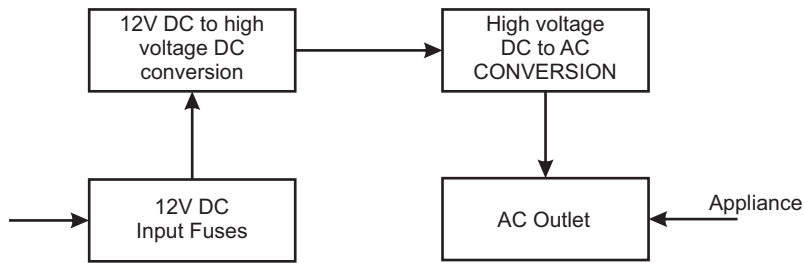 12V DC to high
voltage DC
conversion
High voltage
DC to AC
CONVERSION
12V DC
Input Fuses
AC Outlet
Appliance